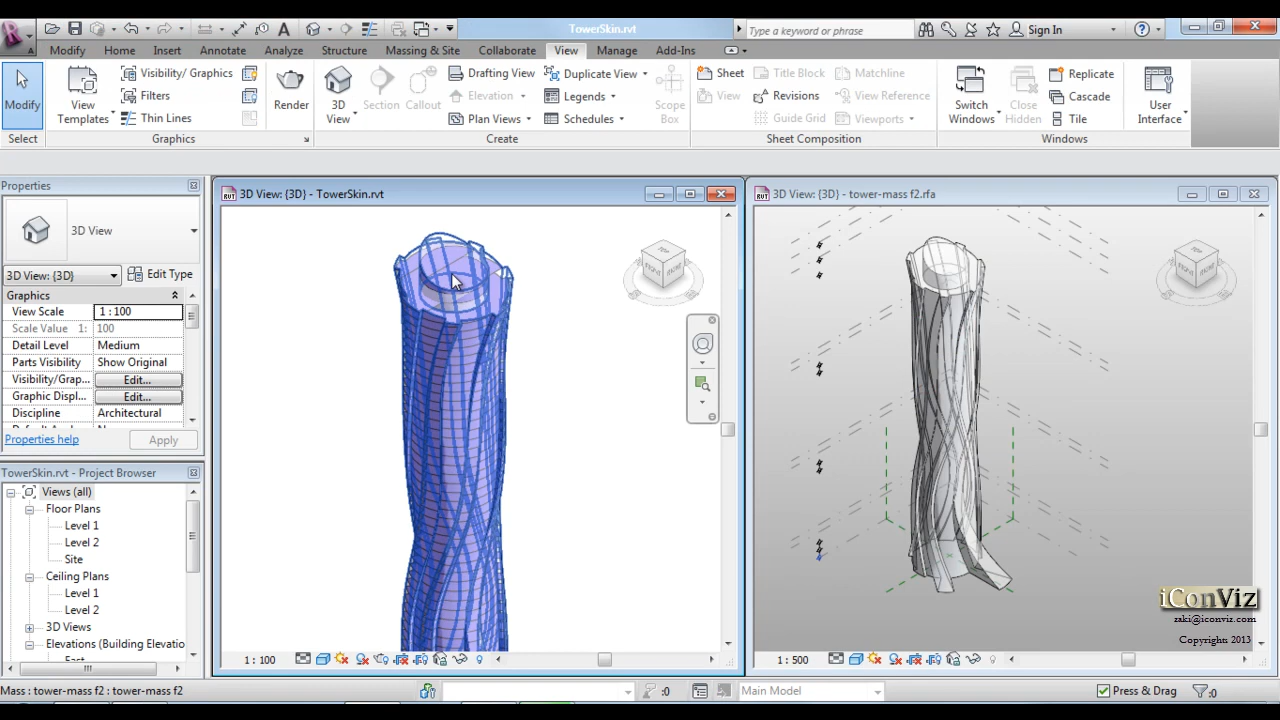 TowerSkin.rvt
Type a keyword or phrase
Sign In
Modify Home Insert Annotate Analyze Structure Massing & Site Collaborate View Manage Add-Ins
Modify
View Templates
Visibility/ Graphics
Filters
Thin Lines
Render
3D View
Section
Callout
Drafting View
Elevation
Plan Views
Duplicate View
Legends
Schedules
Scope Box
Sheet
View
Title Block
Revisions
Guide Grid
Matchline
View Reference
Viewports
Switch Windows
Close Hidden
Replicate
Cascade
Tile
User Interface
Select Graphics Create Sheet Composition Windows
Properties
3D View
3D View: {3D} Edit Type
Graphics
View Scale 1 : 100
Scale Value 1: 100
Detail Level Medium
Parts Visibility Show Original
Visibility/Grap... Edit...
Graphic Displ... Edit...
Discipline Architectural
Properties help Apply
TowerSkin.rvt - Project Browser
Views (all)
Floor Plans
Level 1
Level 2
Site
Ceiling Plans
Level 1
Level 2
3D Views
Elevations (Building Elevatio
East
3D View: {3D} - TowerSkin.rvt
1 : 100
3D View: {3D} - tower-mass f2.rfa
1 : 500
iConViz
zaki@iconviz.com
Copyright 2013
Mass : tower-mass f2 : tower-mass f2
:0
Main Model
Press & Drag
:0